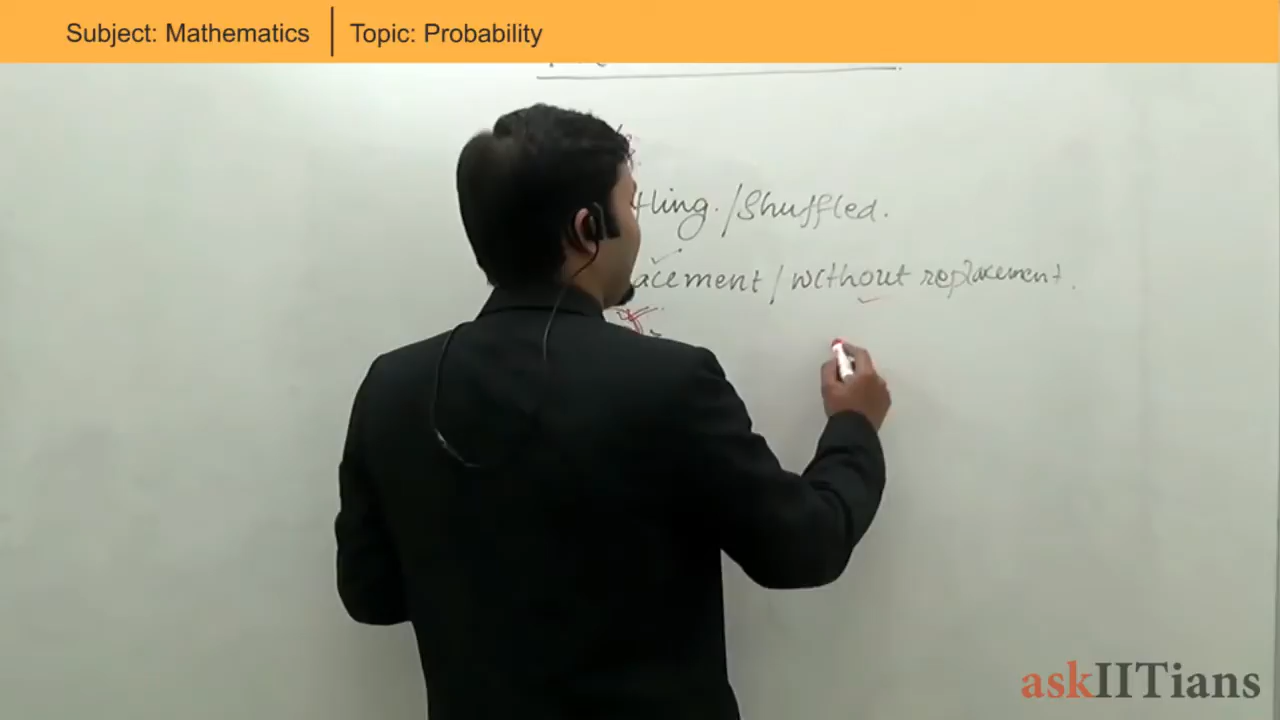 Subject: Mathematics | Topic: Probability
tling. / Shuffled.
acement / without replacement.
askIITians